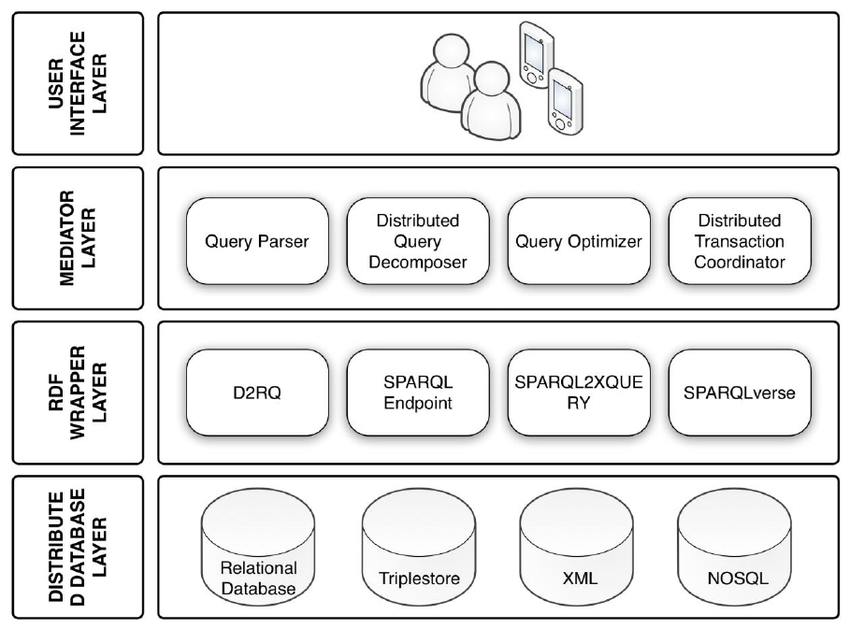 USER
INTERFACE
LAYER
MEDIATOR
LAYER
Query Parser
Distributed
Query
Decomposer
Query Optimizer
Distributed
Transaction
Coordinator
RDF
WRAPPER
LAYER
D2RQ
SPARQL
Endpoint
SPARQL2XQUE
RY
SPARQLverse
DISTRIBUTE
D DATABASE
LAYER
Relational
Database
Triplestore
XML
NOSQL